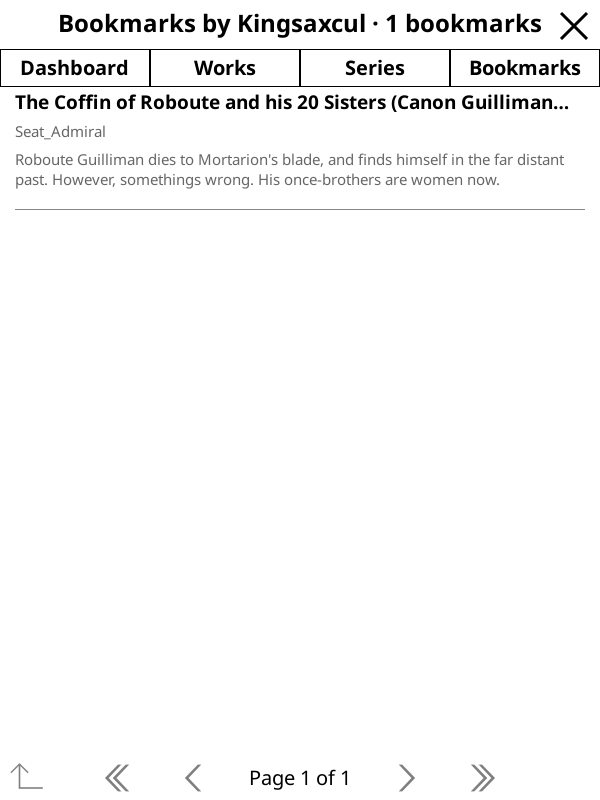 Bookmarks by Kingsaxcul · 1 bookmarks
Dashboard
Works
Series
Bookmarks
The Coffin of Roboute and his 20 Sisters (Canon Guilliman…
Seat_Admiral
Roboute Guilliman dies to Mortarion's blade, and finds himself in the far distant
past. However, somethings wrong. His once-brothers are women now.
Page 1 of 1